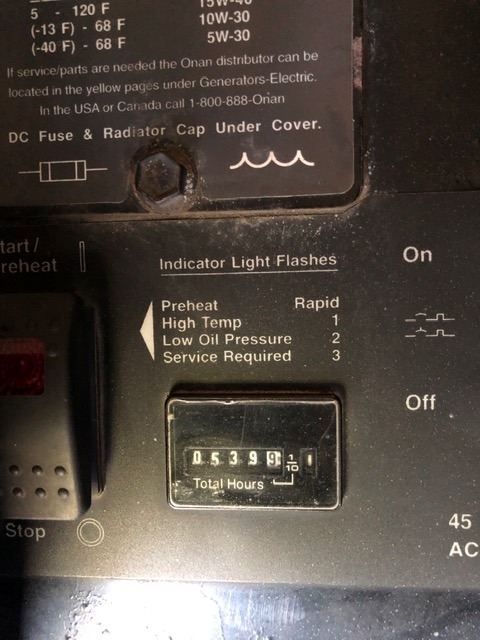 5 - 120 F 15W-40
(-13 F) - 68 F 10W-30
(-40 F) - 68 F 5W-30
If service/parts are needed the Onan distributor can be
located in the yellow pages under Generators-Electric.
In the USA or Canada call 1-800-888-Onan
DC Fuse & Radiator Cap Under Cover.
tart /
reheat
Indicator Light Flashes
On
Preheat Rapid
High Temp 1
Low Oil Pressure 2
Service Required 3
Off
0 5 3 9 9 1/10 1
Total Hours
Stop
45
AC